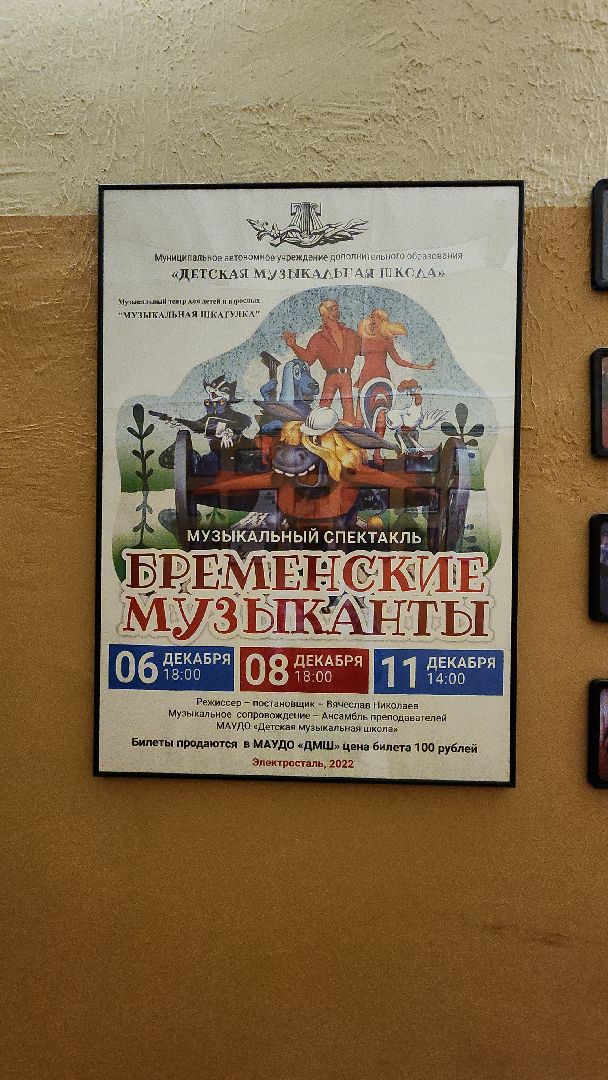 Муниципальное автономное учреждение дополнительного образования
«ДЕТСКАЯ МУЗЫКАЛЬНАЯ ШКОЛА»
Музыкальный театр для детей и взрослых
"МУЗЫКАЛЬНАЯ ШКАТУЛКА"
МУЗЫКАЛЬНЫЙ СПЕКТАКЛЬ
БРЕМЕНСКИЕ
МУЗЫКАНТЫ
06 ДЕКАБРЯ 18:00
08 ДЕКАБРЯ 18:00
11 ДЕКАБРЯ 14:00
Режиссер – постановщик – Вячеслав Николаев
Музыкальное сопровождение – Ансамбль преподавателей
МАУДО «Детская музыкальная школа»
Билеты продаются в МАУДО «ДМШ» цена билета 100 рублей
Электросталь, 2022